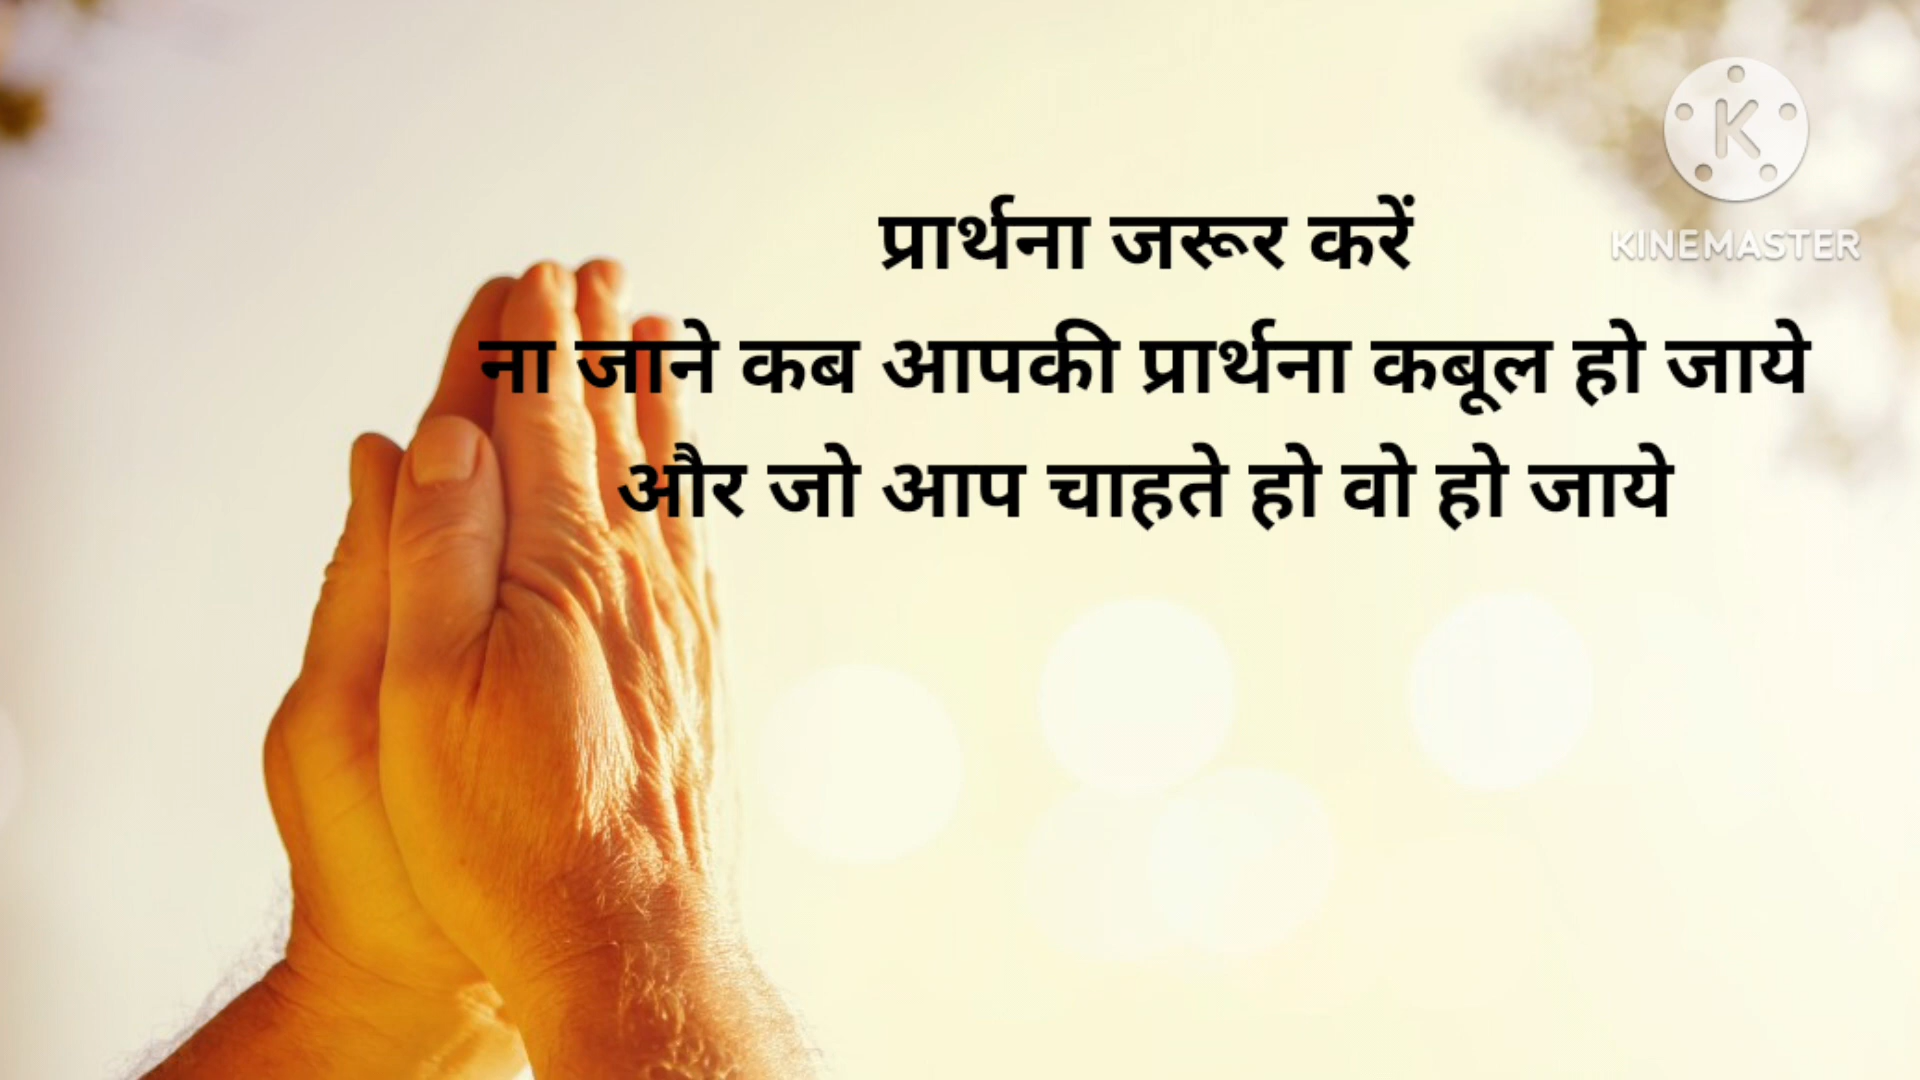 प्रार्थना जरूर करें
ना जाने कब आपकी प्रार्थना कबूल हो जाये
और जो आप चाहते हो वो हो जाये
K
KINEMASTER